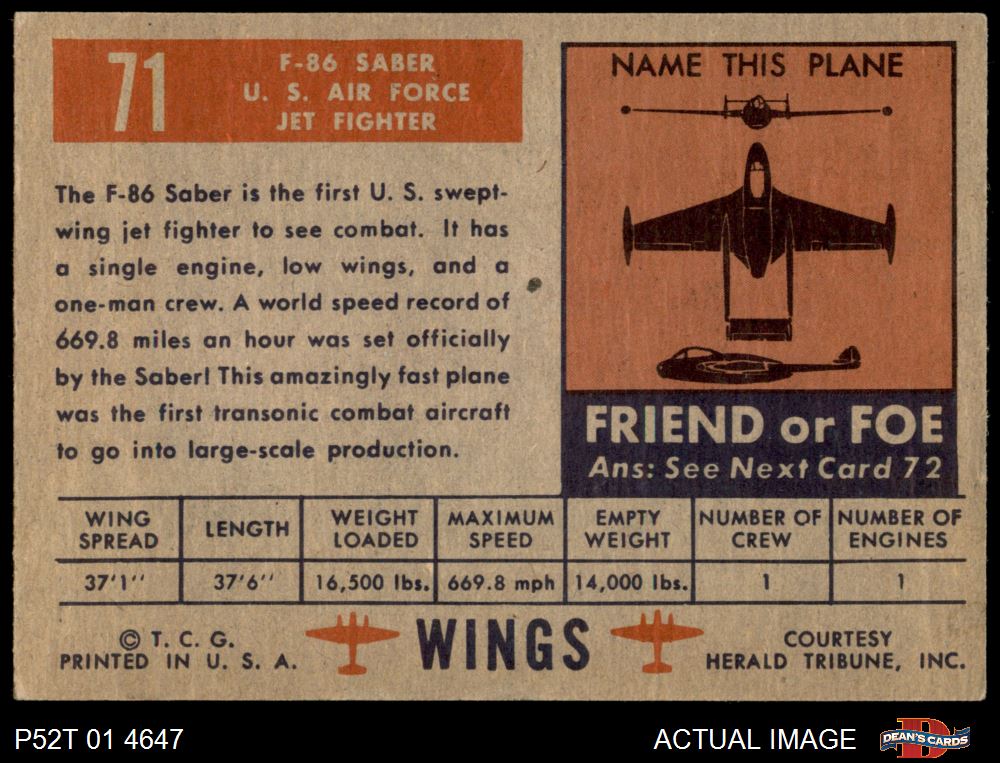 71
F-86 SABER
U. S. AIR FORCE
JET FIGHTER
The F-86 Saber is the first U. S. swept-
wing jet fighter to see combat. It has
a single engine, low wings, and a
one-man crew. A world speed record of
669.8 miles an hour was set officially
by the Saber! This amazingly fast plane
was the first transonic combat aircraft
to go into large-scale production.
NAME THIS PLANE
FRIEND or FOE
Ans: See Next Card 72
WING SPREAD
LENGTH
WEIGHT LOADED
MAXIMUM SPEED
EMPTY WEIGHT
NUMBER OF CREW
NUMBER OF ENGINES
37'1''
37'6''
16,500 lbs.
669.8 mph
14,000 lbs.
1
1
© T. C. G.
PRINTED IN U. S. A.
WINGS
COURTESY
HERALD TRIBUNE, INC.
P52T 01 4647
ACTUAL IMAGE
D
DEAN'S CARDS